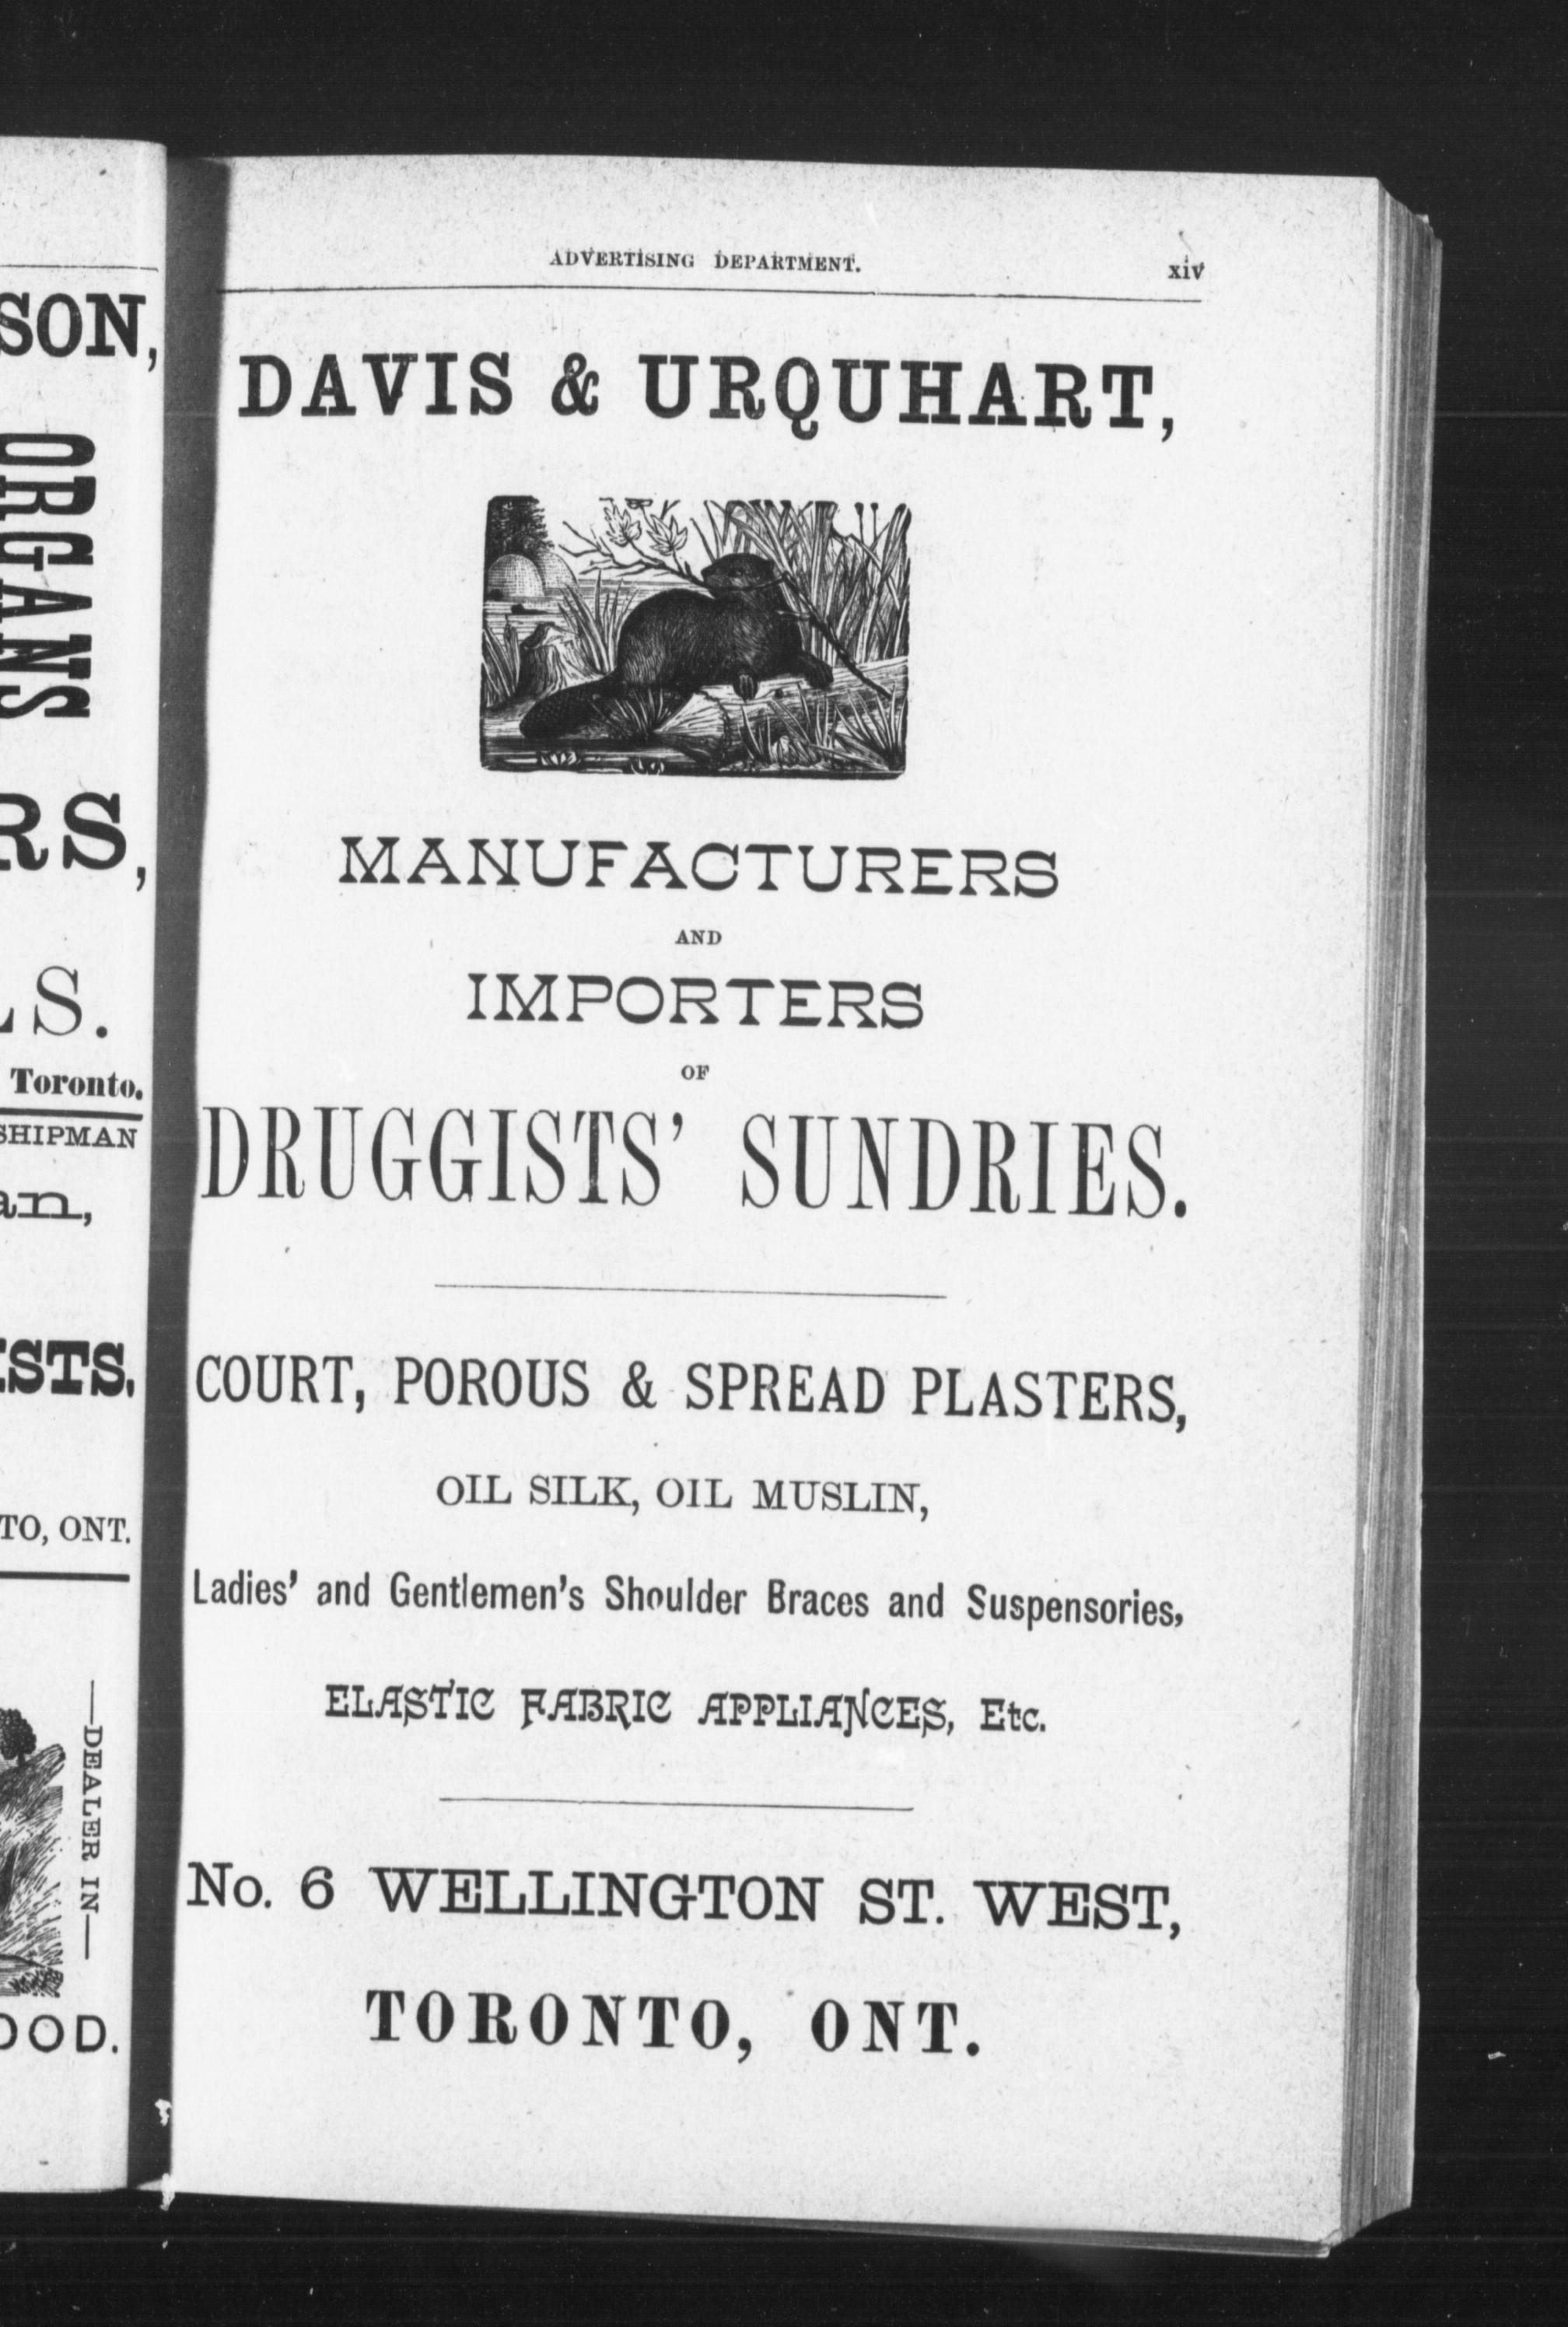 SON,
ORGANS
RS,
LS.
Toronto.
SHIPMAN
an,
ISTS.
TO, ONT.
—DEALER IN—
OOD.
ADVERTISING DEPARTMENT. xiv
DAVIS & URQUHART,
MANUFACTURERS
AND
IMPORTERS
OF
DRUGGISTS' SUNDRIES.
COURT, POROUS & SPREAD PLASTERS,
OIL SILK, OIL MUSLIN,
Ladies' and Gentlemen's Shoulder Braces and Suspensories,
ELASTIC FABRIC APPLIANCES, Etc.
No. 6 WELLINGTON ST. WEST,
TORONTO, ONT.